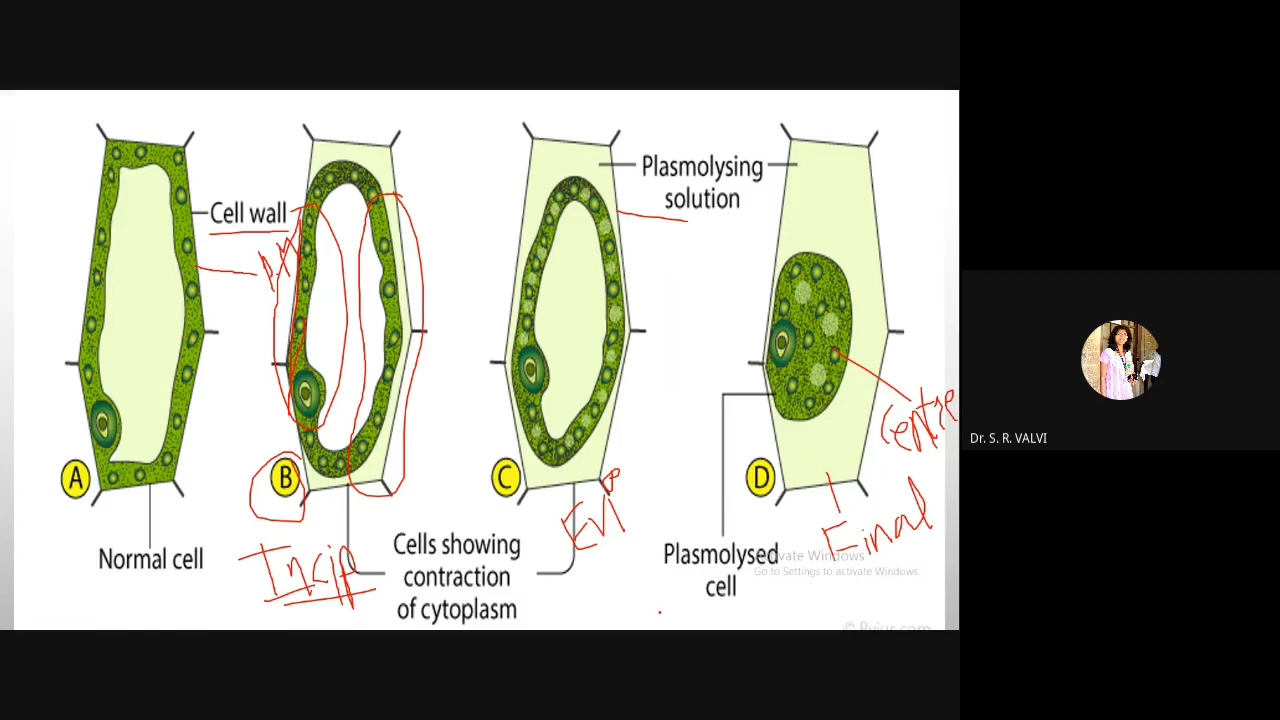 Plasmolysing
solution
Cell wall
P.M
Centre
A
B
C
D
Incip
Evi
Final
Normal cell
Cells showing
contraction
of cytoplasm
Plasmolysed
cell
Activate Windows
Go to Settings to activate Windows.
Dr. S. R. VALVI